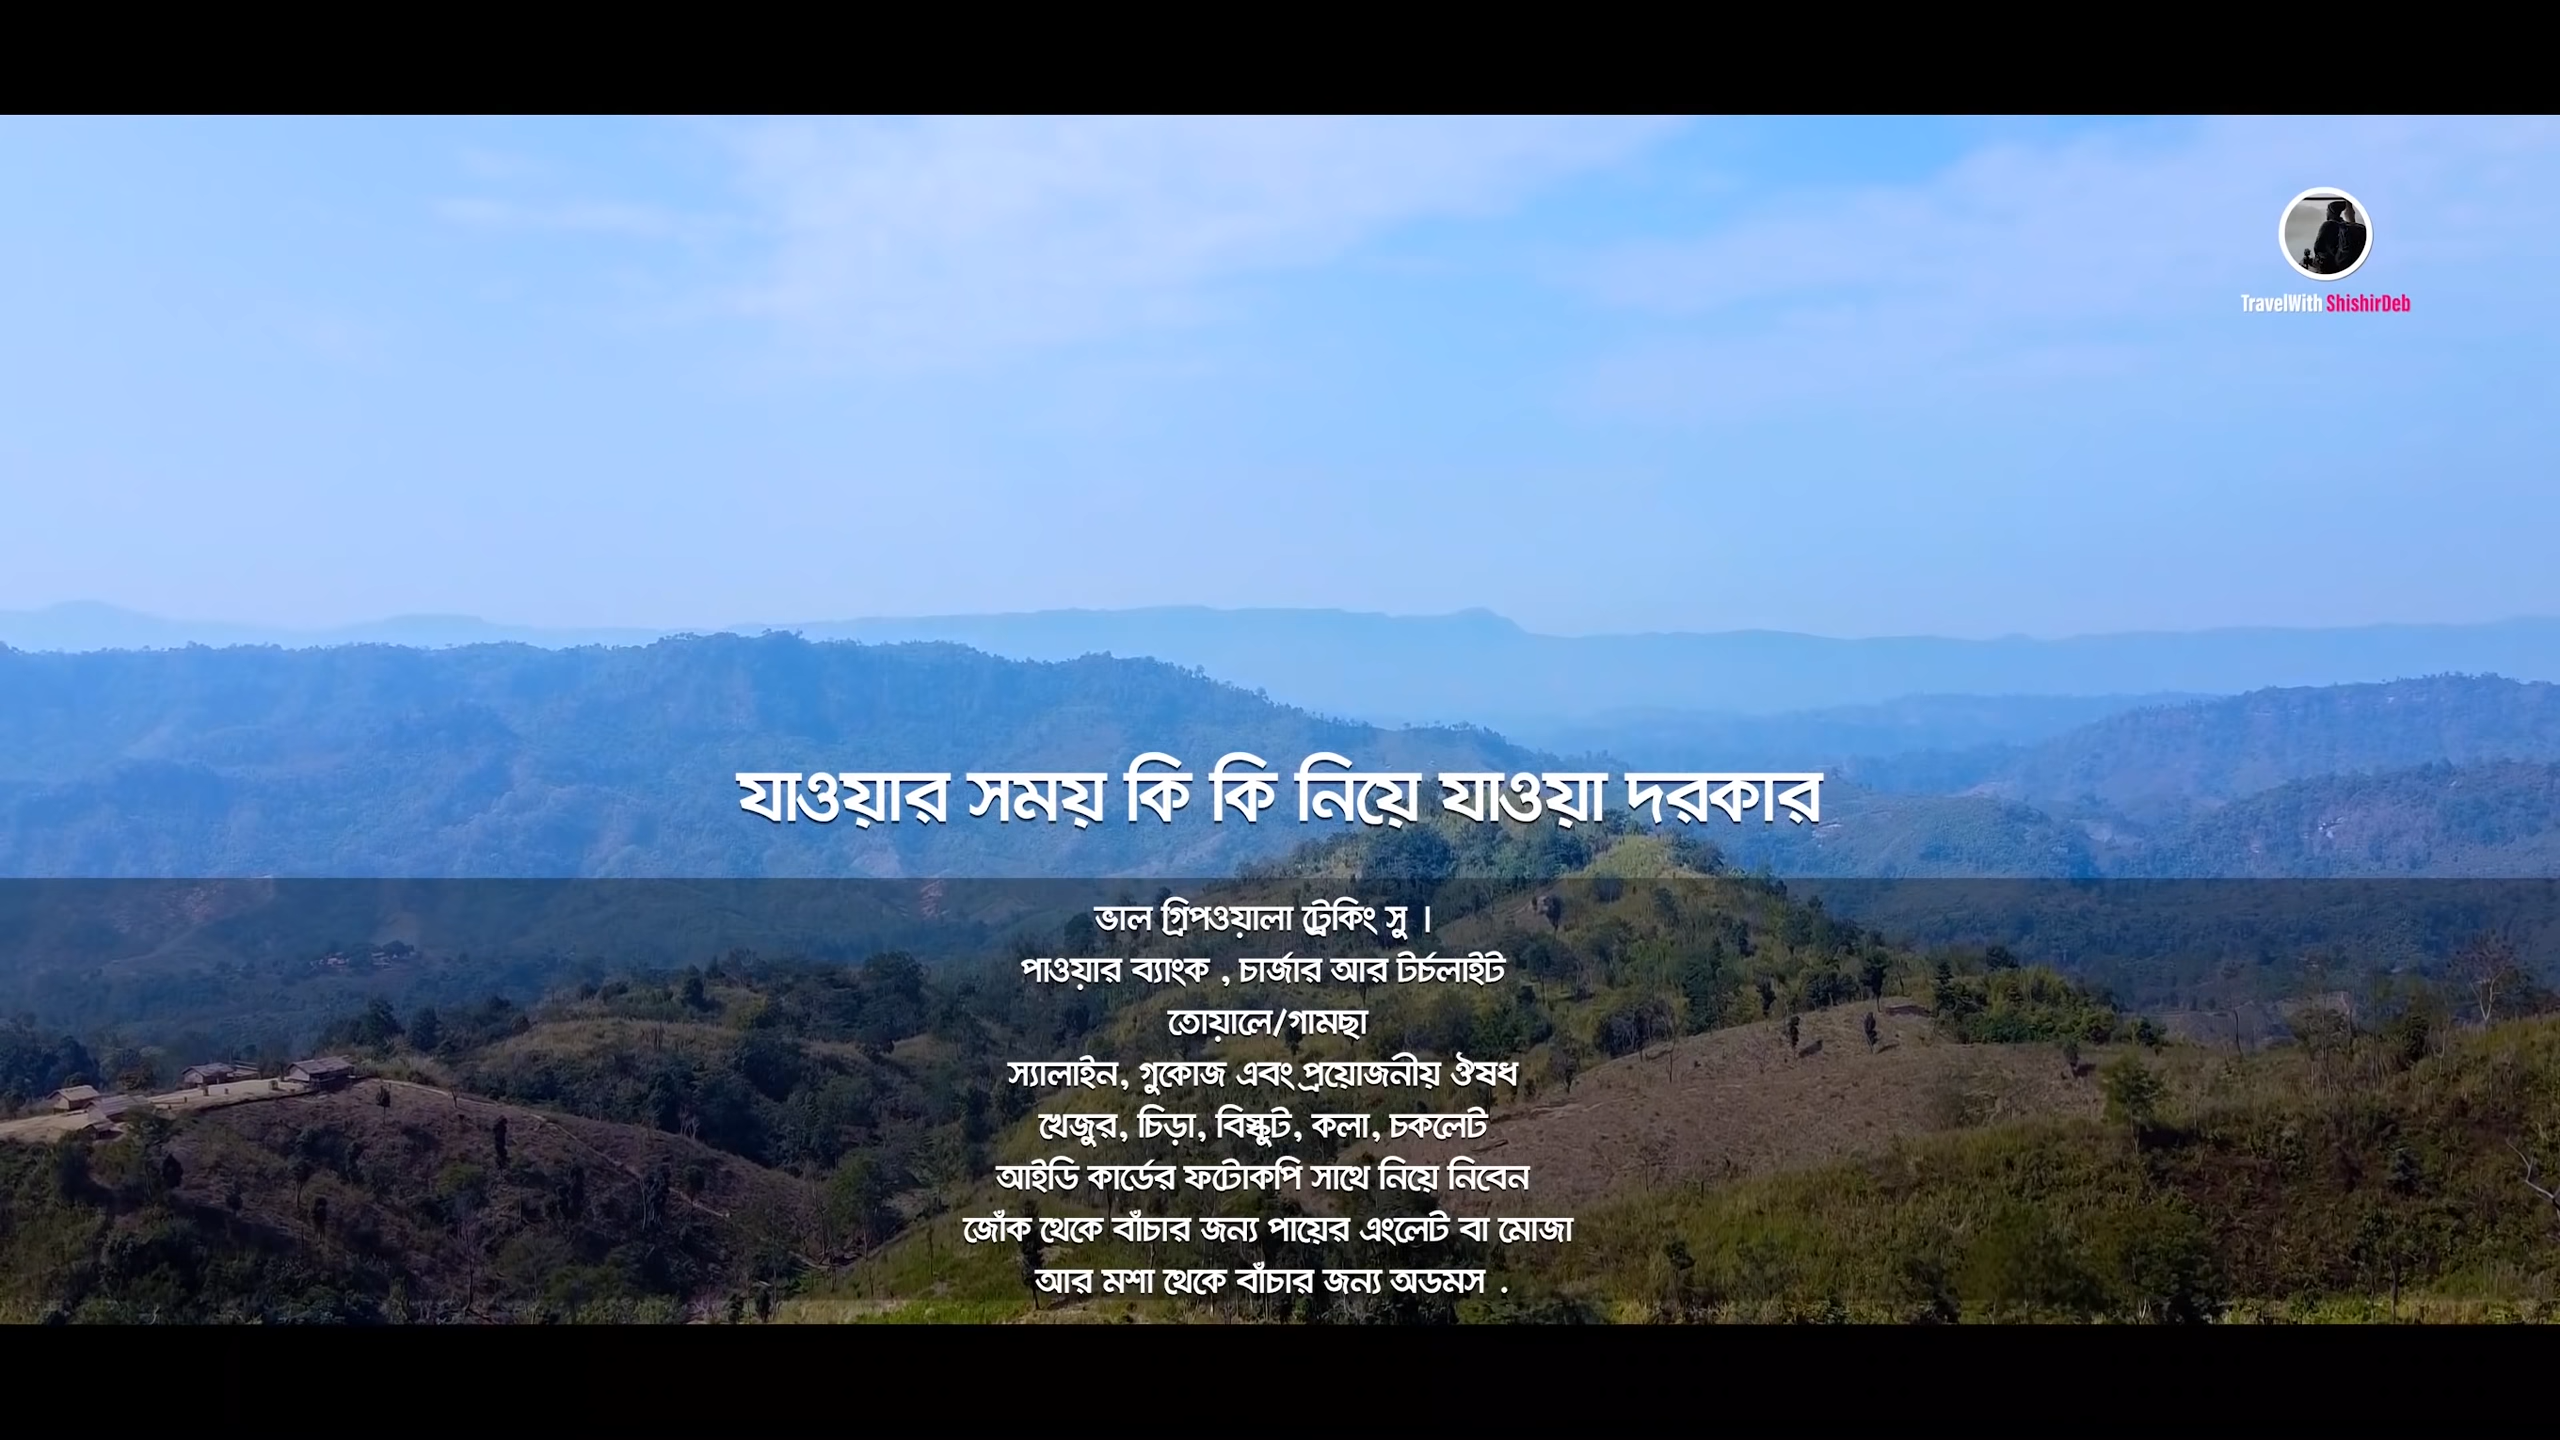 TravelWith ShishirDeb
যাওয়ার সময় কি কি নিয়ে যাওয়া দরকার
ভাল গ্রিপওয়ালা ট্রেকিং সু ।
পাওয়ার ব্যাংক , চার্জার আর টর্চলাইট
তোয়ালে/গামছা
স্যালাইন, গুকোজ এবং প্রয়োজনীয় ঔষধ
খেজুর, চিড়া, বিস্কুট, কলা, চকলেট
আইডি কার্ডের ফটোকপি সাথে নিয়ে নিবেন
জোঁক থেকে বাঁচার জন্য পায়ের এংলেট বা মোজা
আর মশা থেকে বাঁচার জন্য অডমস .